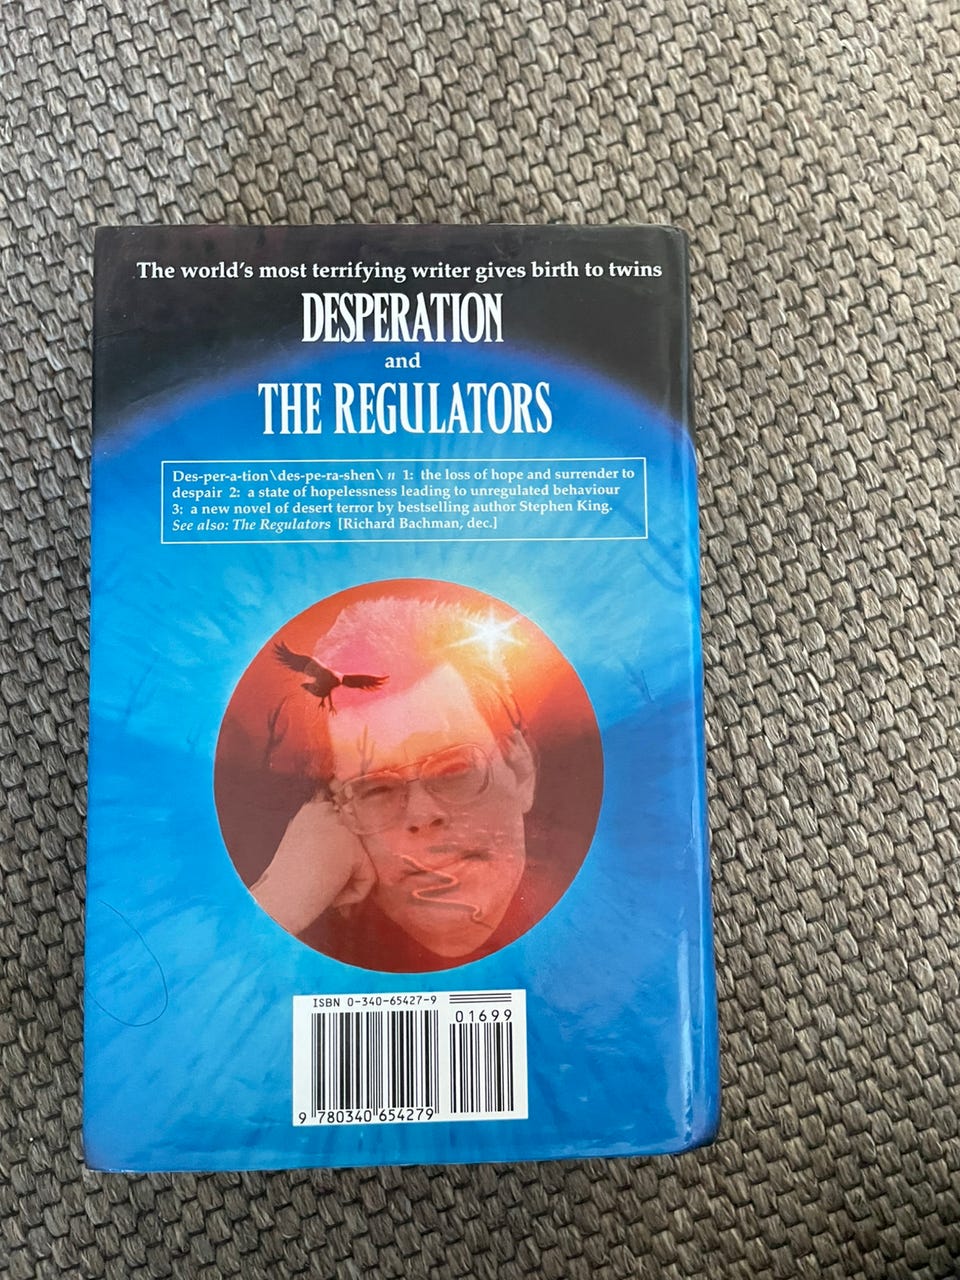 The world's most terrifying writer gives birth to twins
DESPERATION
and
THE REGULATORS
Des-per-a-tion\des-pe-ra-shen\ n 1: the loss of hope and surrender to
despair 2: a state of hopelessness leading to unregulated behaviour
3: a new novel of desert terror by bestselling author Stephen King.
See also: The Regulators [Richard Bachman, dec.]
ISBN 0-340-65427-9
01699
9 780340 654279